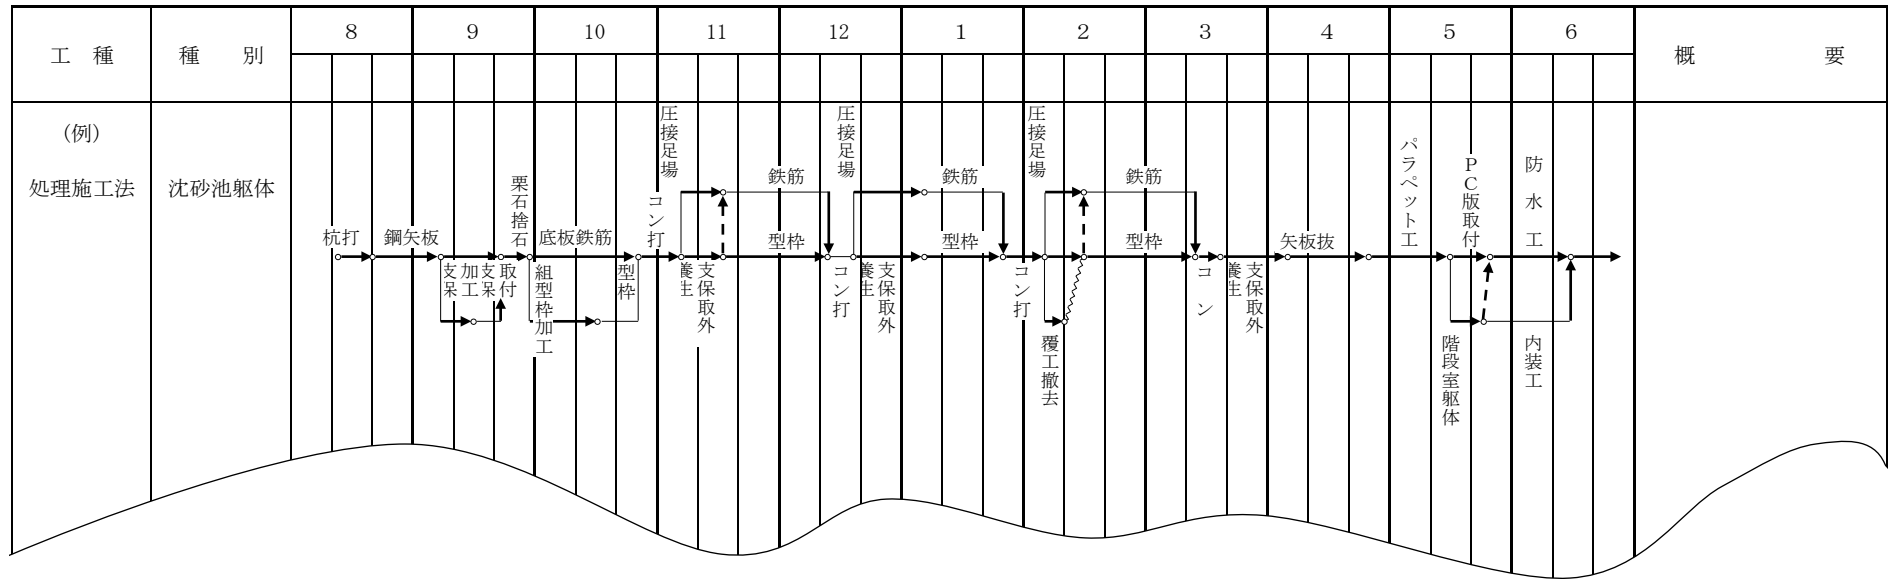 工種
種別
8
9
10
11
12
1
2
3
4
5
6
概要
(例)
処理施工法
沈砂池躯体
杭打
鋼矢板
支保
加工
支保
取付
栗石捨石
組型枠加工
底板鉄筋
型枠
コン打
圧接足場
養生
支保取外
鉄筋
型枠
コン打
圧接足場
養生
支保取外
鉄筋
型枠
コン打
圧接足場
覆工撤去
鉄筋
型枠
コン
養生
支保取外
矢板抜
パラペット工
階段室躯体
PC版取付
防水工
内装工